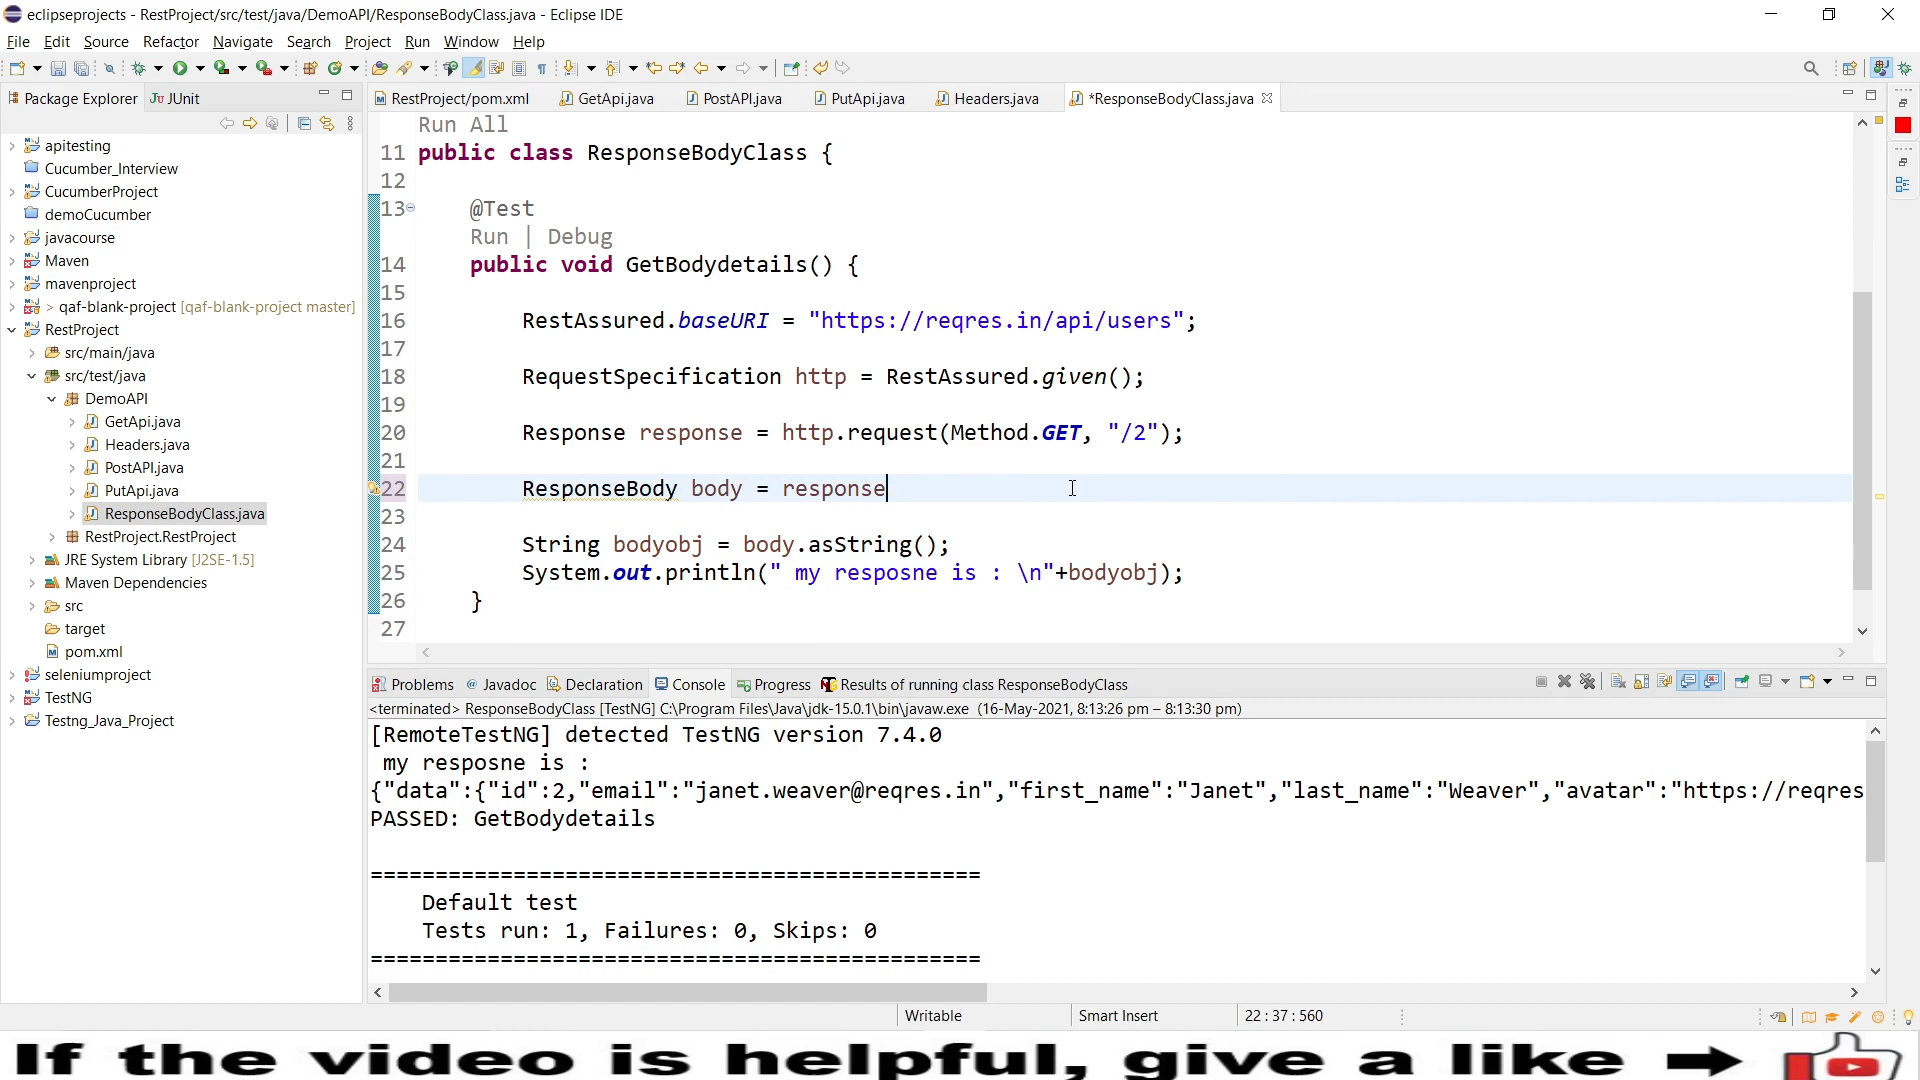 eclipseprojects - RestProject/src/test/java/DemoAPI/ResponseBodyClass.java - Eclipse IDE
File Edit Source Refactor Navigate Search Project Run Window Help
Package Explorer JUnit
RestProject/pom.xml GetApi.java PostAPI.java PutApi.java Headers.java *ResponseBodyClass.java
apitesting
Cucumber_Interview
CucumberProject
demoCucumber
javacourse
Maven
mavenproject
> qaf-blank-project [qaf-blank-project master]
RestProject
src/main/java
src/test/java
DemoAPI
GetApi.java
Headers.java
PostAPI.java
PutApi.java
ResponseBodyClass.java
RestProject.RestProject
JRE System Library [J2SE-1.5]
Maven Dependencies
src
target
pom.xml
seleniumproject
TestNG
Testng_Java_Project
Run All
11 public class ResponseBodyClass {
12
13 @Test
Run | Debug
14 public void GetBodydetails() {
15
16 RestAssured.baseURI = "https://reqres.in/api/users";
17
18 RequestSpecification http = RestAssured.given();
19
20 Response response = http.request(Method.GET, "/2");
21
22 ResponseBody body = response
23
24 String bodyobj = body.asString();
25 System.out.println(" my resposne is : \n"+bodyobj);
26 }
27
Problems Javadoc Declaration Console Progress Results of running class ResponseBodyClass
<terminated> ResponseBodyClass [TestNG] C:\Program Files\Java\jdk-15.0.1\bin\javaw.exe (16-May-2021, 8:13:26 pm – 8:13:30 pm)
[RemoteTestNG] detected TestNG version 7.4.0
my resposne is :
{"data":{"id":2,"email":"janet.weaver@reqres.in","first_name":"Janet","last_name":"Weaver","avatar":"https://reqres
PASSED: GetBodydetails
===============================================
Default test
Tests run: 1, Failures: 0, Skips: 0
===============================================
Writable Smart Insert 22 : 37 : 560
If the video is helpful, give a like